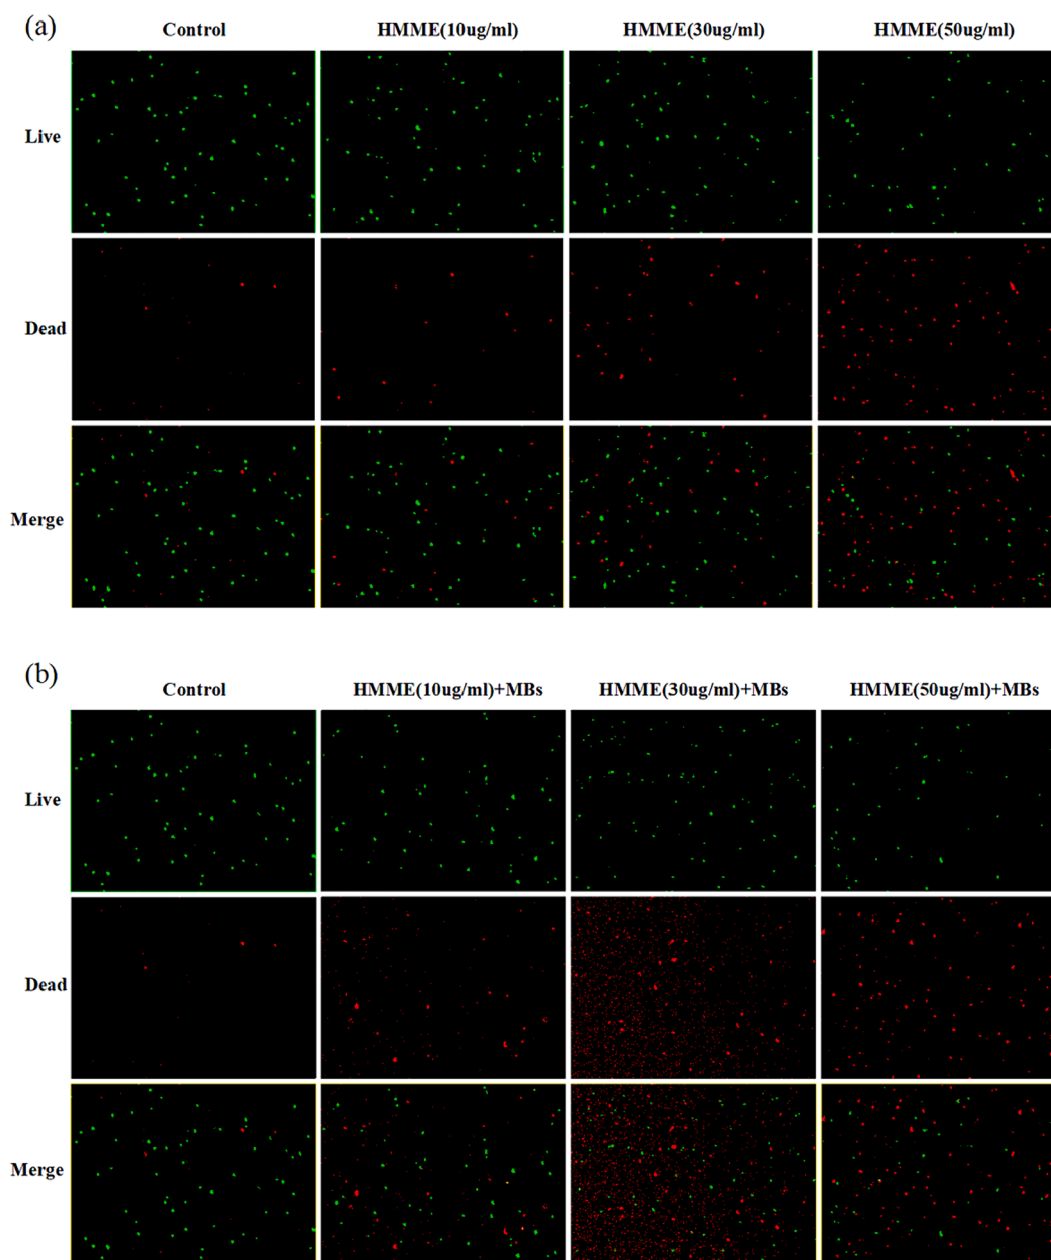 (a)
Control HMME(10ug/ml) HMME(30ug/ml) HMME(50ug/ml)
Live
Dead
Merge
(b)
Control HMME(10ug/ml)+MBs HMME(30ug/ml)+MBs HMME(50ug/ml)+MBs
Live
Dead
Merge